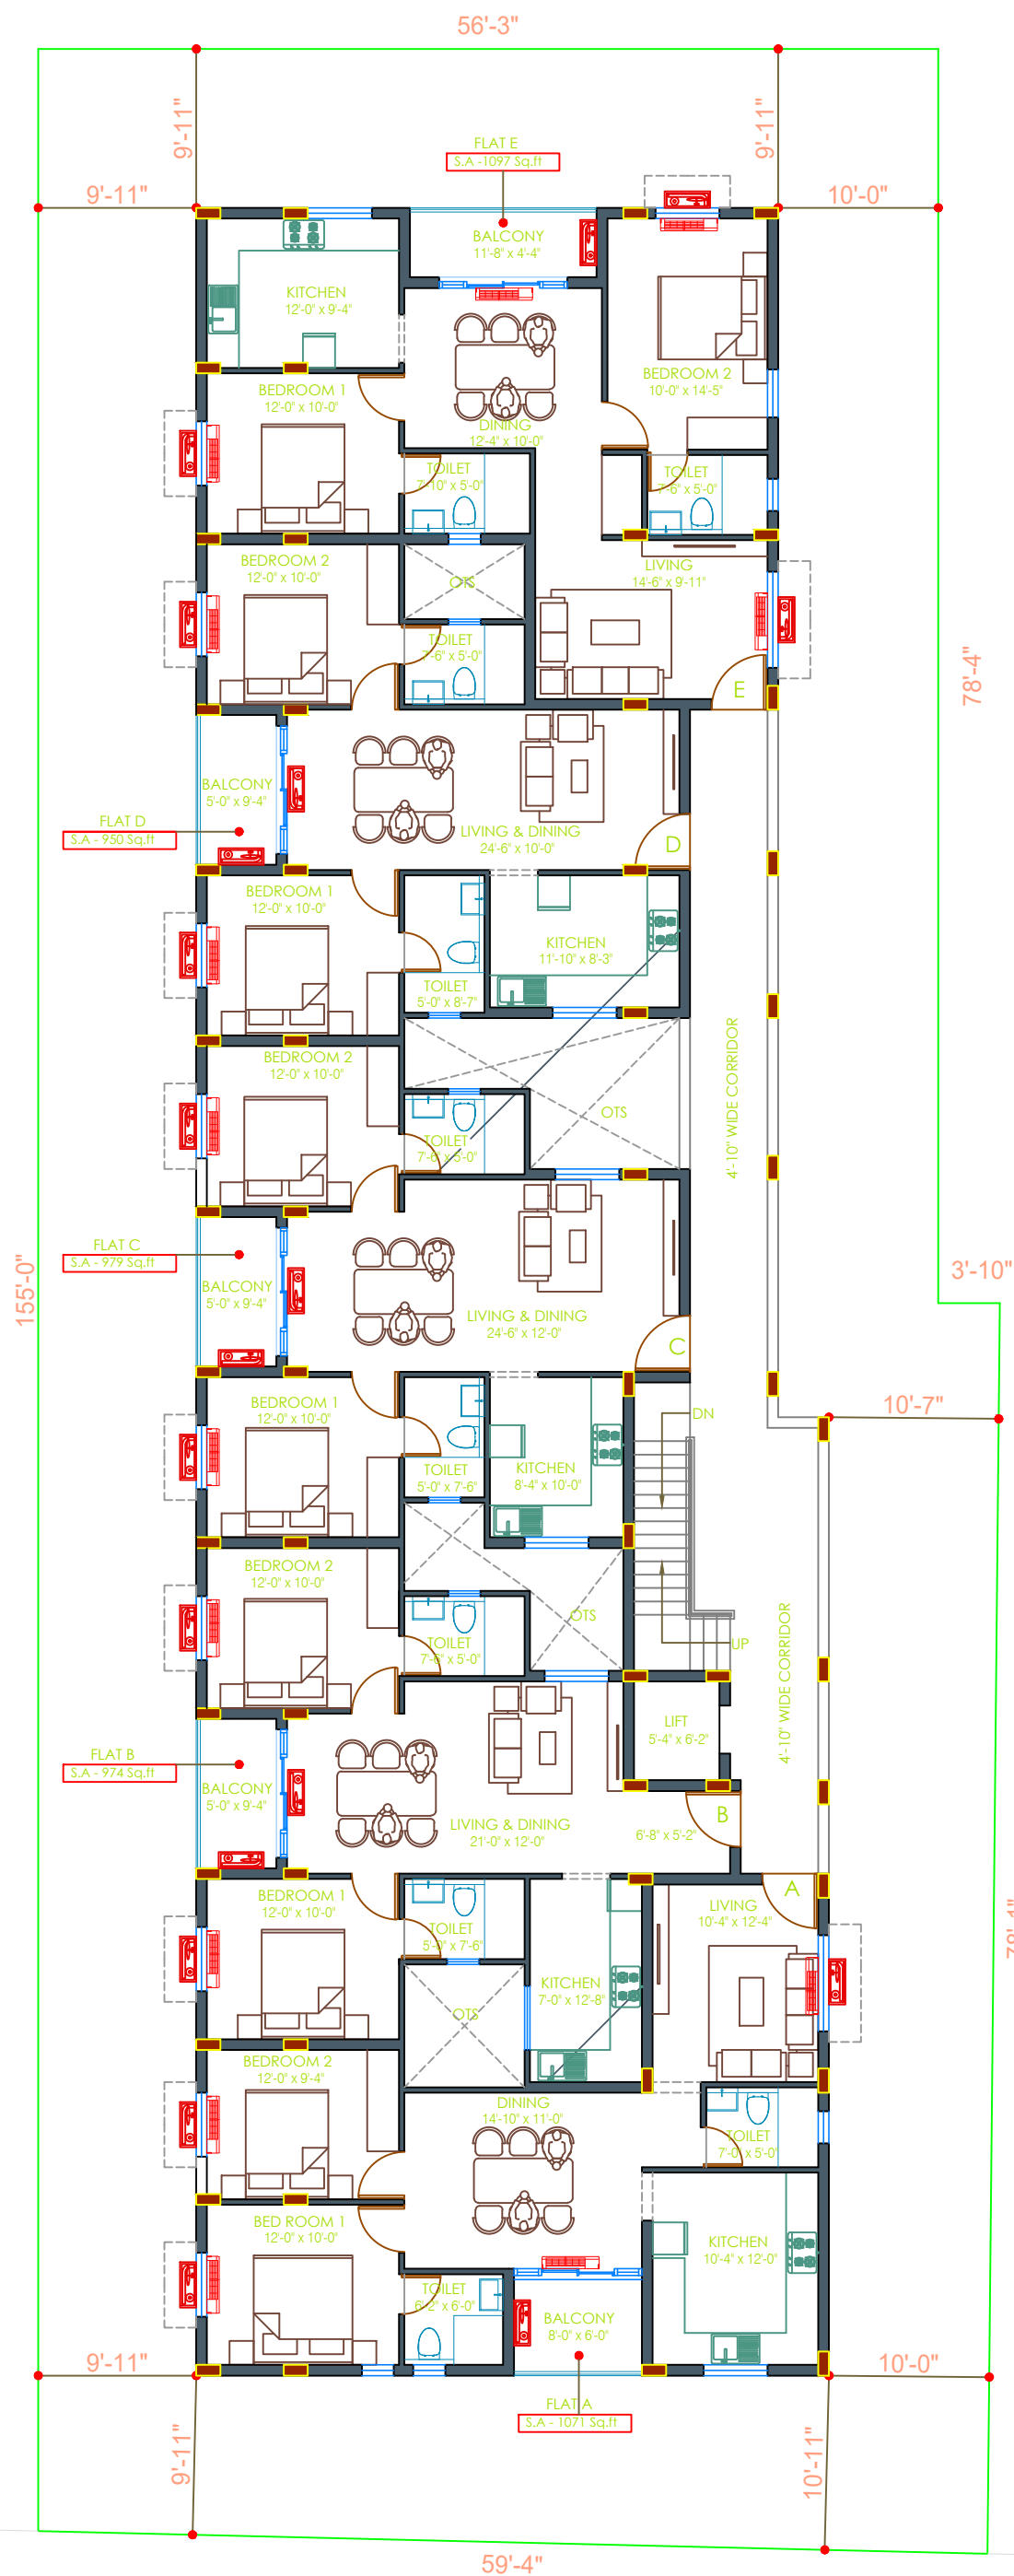 56'-3"
9'-11"
9'-11"
FLAT E
S.A -1097 Sq.ft
9'-11"
10'-0"
BALCONY
11'-8" x 4'-4"
KITCHEN
12'-0" x 9'-4"
BEDROOM 2
10'-0" x 14'-5"
BEDROOM 1
12'-0" x 10'-0"
DINING
12'-4" x 10'-0"
TOILET
7'-10" x 5'-0"
TOILET
7'-6" x 5'-0"
BEDROOM 2
12'-0" x 10'-0"
OTS
LIVING
14'-6" x 9'-11"
TOILET
7'-6" x 5'-0"
E
78'-4"
BALCONY
5'-0" x 9'-4"
FLAT D
S.A - 950 Sq.ft
LIVING & DINING
24'-6" x 10'-0"
D
BEDROOM 1
12'-0" x 10'-0"
KITCHEN
11'-10" x 8'-3"
TOILET
5'-0" x 8'-7"
BEDROOM 2
12'-0" x 10'-0"
OTS
4'-10" WIDE CORRIDOR
TOILET
7'-6" x 5'-0"
FLAT C
S.A - 979 Sq.ft
155'-0"
3'-10"
BALCONY
5'-0" x 9'-4"
LIVING & DINING
24'-6" x 12'-0"
C
BEDROOM 1
12'-0" x 10'-0"
DN
10'-7"
TOILET
5'-0" x 7'-6"
KITCHEN
8'-4" x 10'-0"
BEDROOM 2
12'-0" x 10'-0"
OTS
TOILET
7'-6" x 5'-0"
UP
4'-10" WIDE CORRIDOR
LIFT
5'-4" x 6'-2"
FLAT B
S.A - 974 Sq.ft
BALCONY
5'-0" x 9'-4"
LIVING & DINING
21'-0" x 12'-0"
B
6'-8" x 5'-2"
A
BEDROOM 1
12'-0" x 10'-0"
LIVING
10'-4" x 12'-4"
TOILET
5'-0" x 7'-6"
KITCHEN
7'-0" x 12'-8"
OTS
BEDROOM 2
12'-0" x 9'-4"
DINING
14'-10" x 11'-0"
TOILET
7'-0" x 5'-0"
BED ROOM 1
12'-0" x 10'-0"
KITCHEN
10'-4" x 12'-0"
TOILET
6'-2" x 6'-0"
BALCONY
8'-0" x 6'-0"
9'-11"
10'-0"
FLAT A
S.A - 1071 Sq.ft
9'-11"
10'-11"
59'-4"